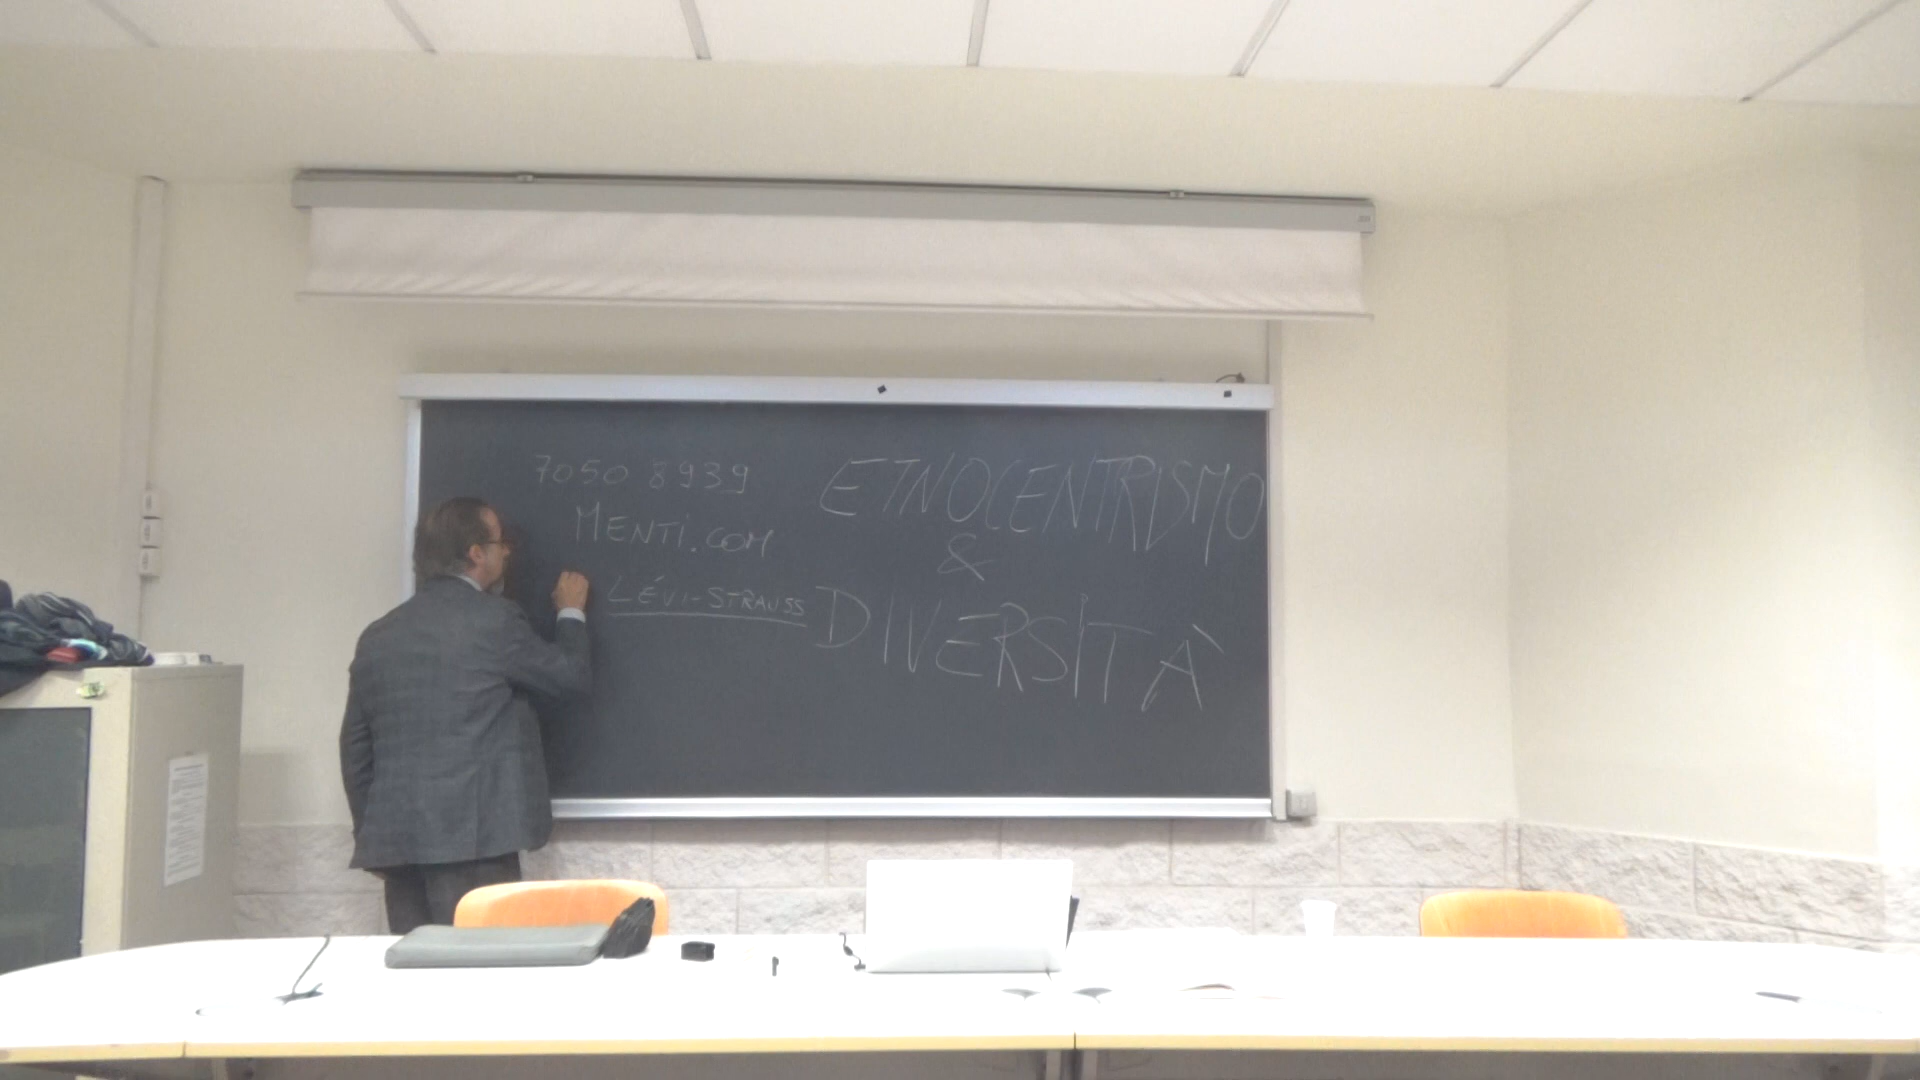 7050 8939
MENTI.COM
LÉVI-STRAUSS
ETNOCENTRISMO
&
DIVERSITÀ